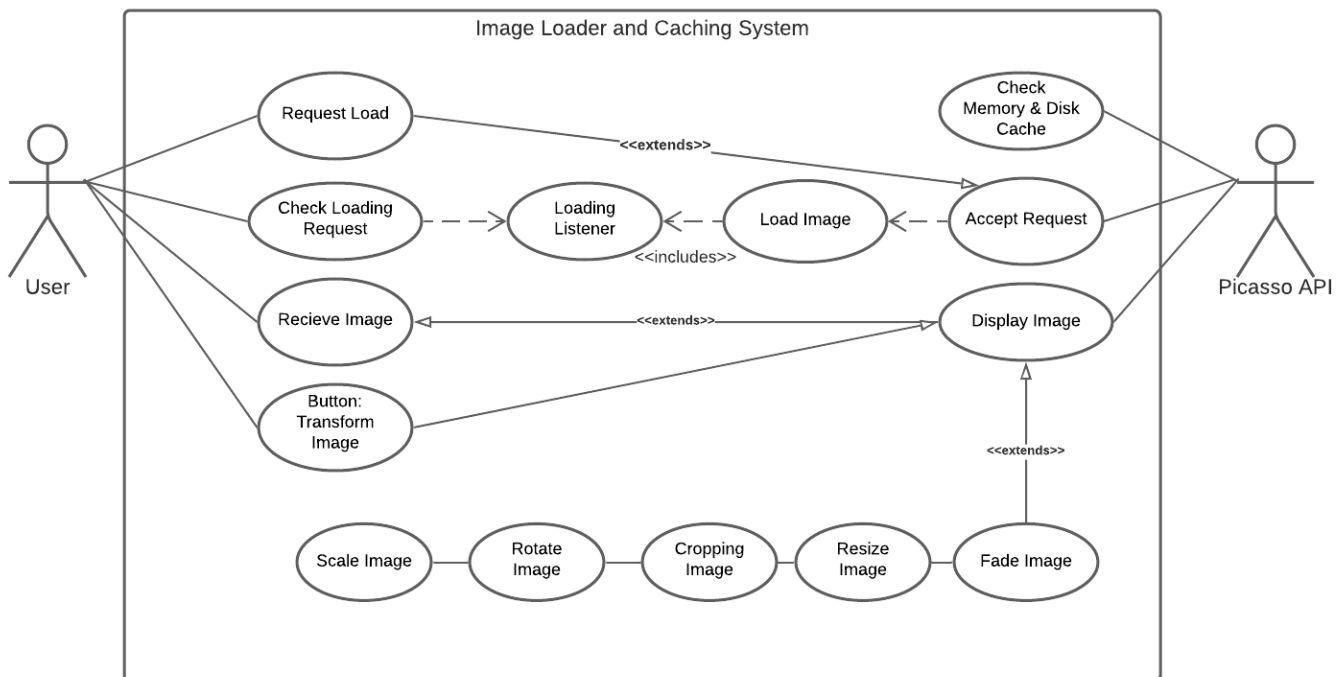 Image Loader and Caching System
Request Load
Check
Memory & Disk
Cache
<<extends>>
Check Loading
Request
Loading
Listener
Load Image
Accept Request
<<includes>>
User
Picasso API
Recieve Image
<<extends>>
Display Image
Button:
Transform
Image
<<extends>>
Scale Image
Rotate
Image
Cropping
Image
Resize
Image
Fade Image